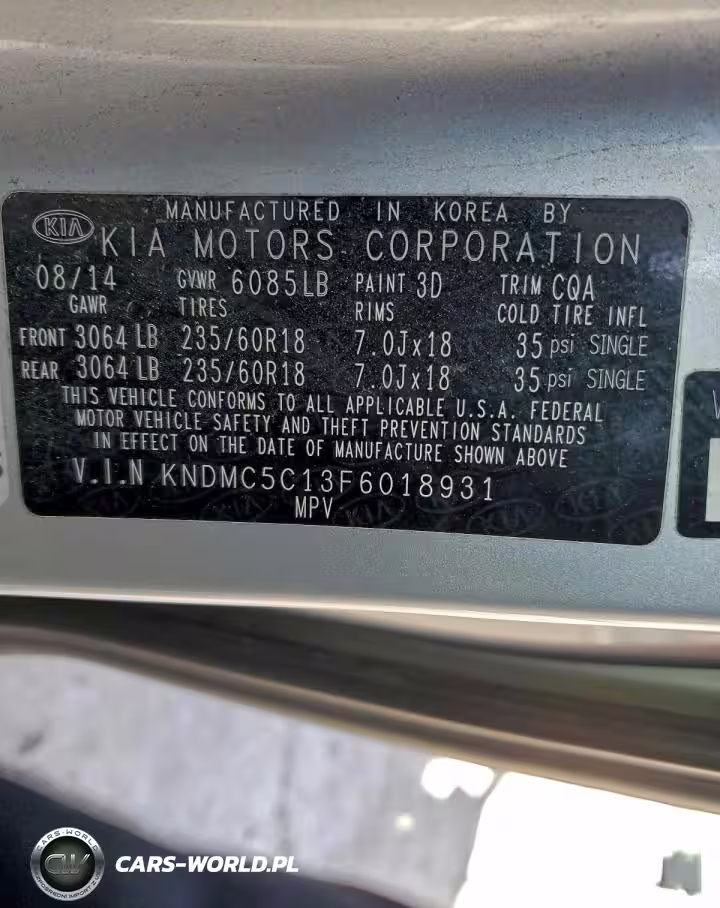 MANUFACTURED IN KOREA BY
KIA KIA MOTORS CORPORATION
08/14 GVWR 6085LB PAINT 3D TRIM CQA
GAWR TIRES RIMS COLD TIRE INFL
FRONT 3064 LB 235/60R18 7.0Jx18 35 psi SINGLE
REAR 3064 LB 235/60R18 7.0Jx18 35 psi SINGLE
THIS VEHICLE CONFORMS TO ALL APPLICABLE U.S.A. FEDERAL
MOTOR VEHICLE SAFETY AND THEFT PREVENTION STANDARDS
IN EFFECT ON THE DATE OF MANUFACTURE SHOWN ABOVE
V.I.N KNDMC5C13F6018931
MPV
CARS-WORLD
CW
CARS-WORLD.PL